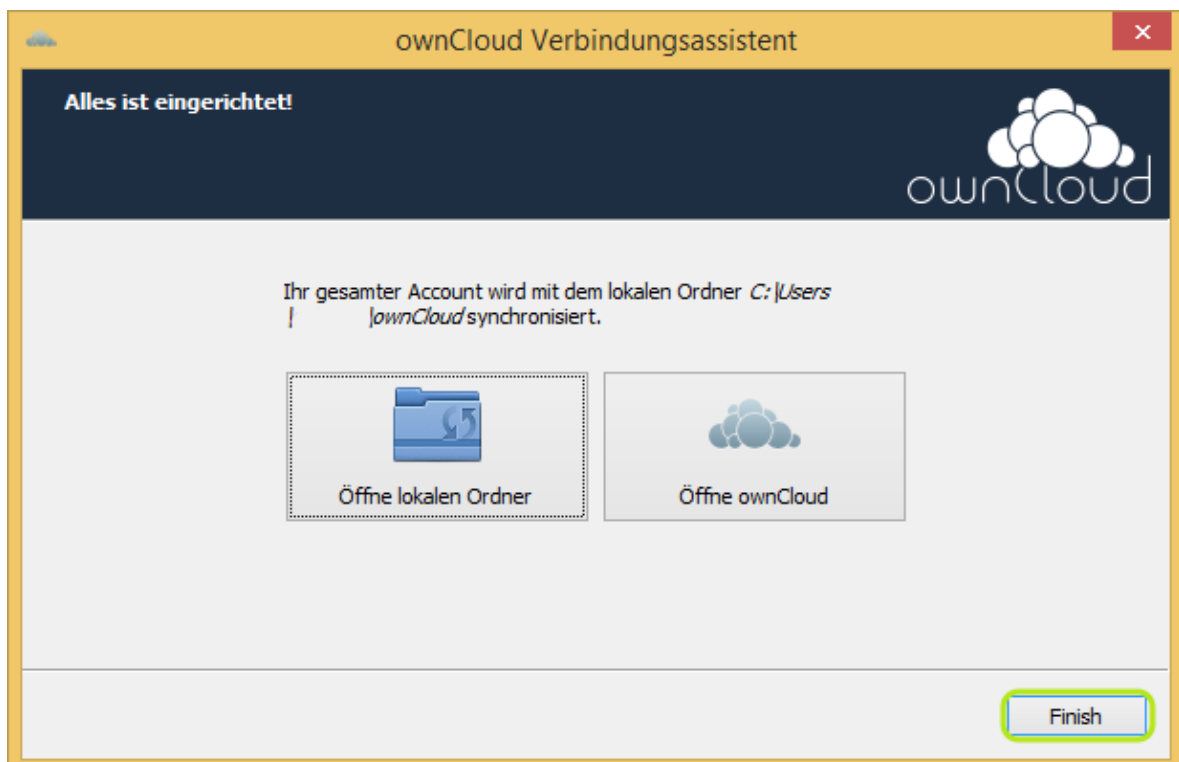 ownCloud Verbindungsassistent
Alles ist eingerichtet!
ownCloud
Ihr gesamter Account wird mit dem lokalen Ordner C:\Users
\ \ownCloud synchronisiert.
Öffne lokalen Ordner
Öffne ownCloud
Finish